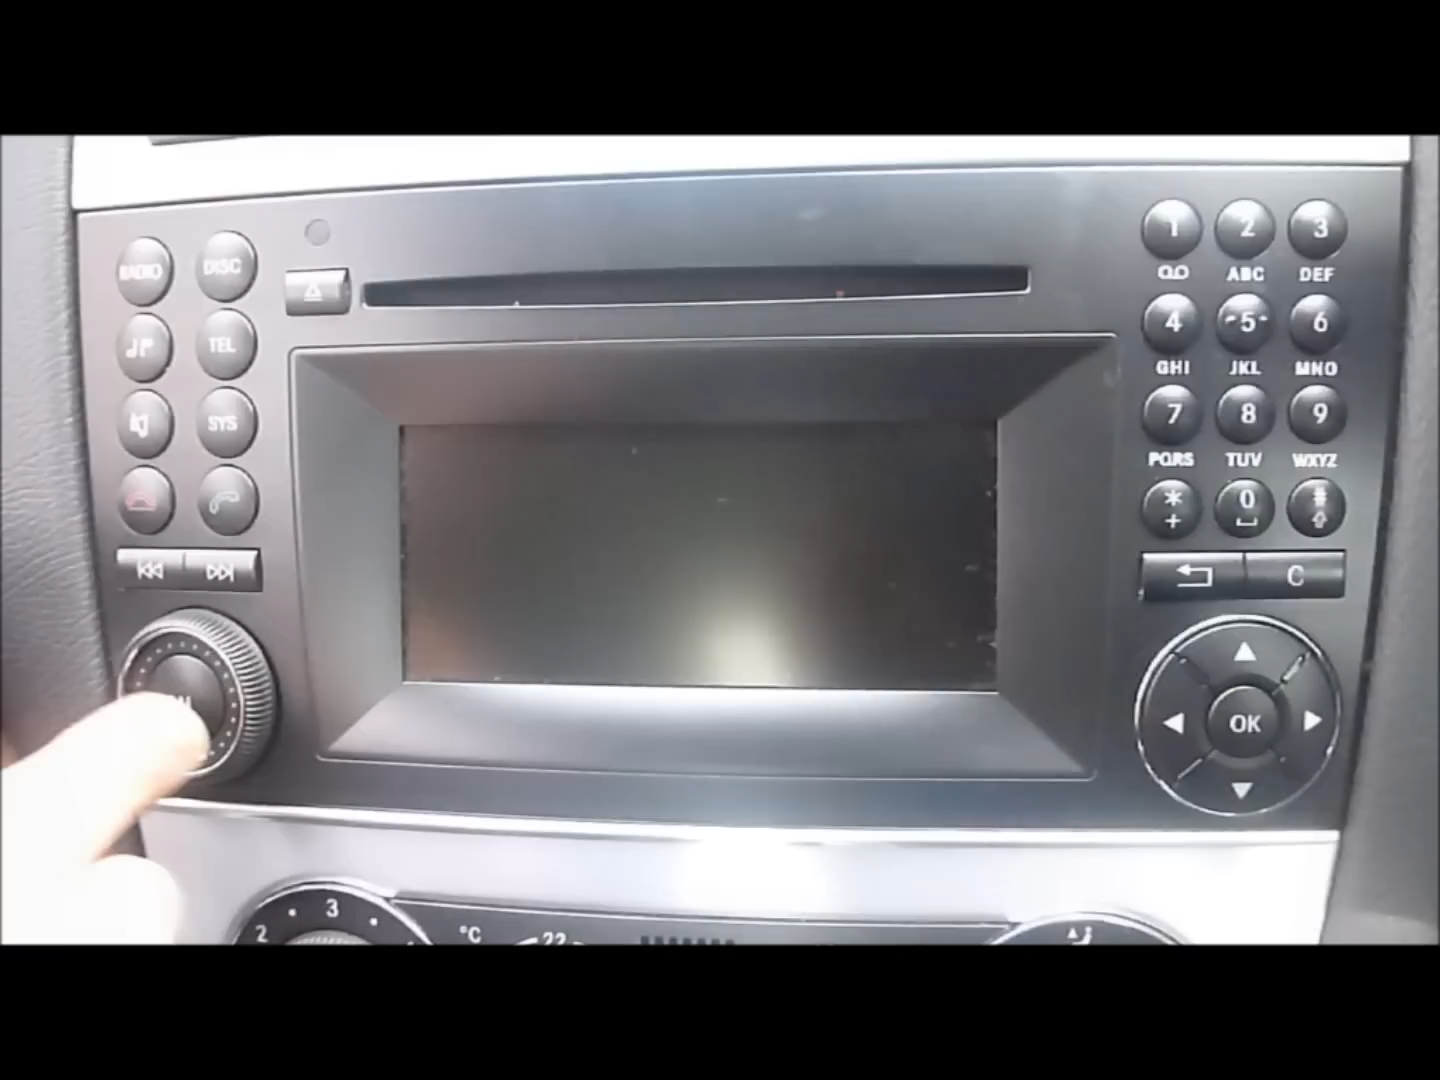 RADIO DISC
TEL
SYS
1 2 3
ABC DEF
4 5 6
GHI JKL MNO
7 8 9
PQRS TUV WXYZ
* 0 #
+
C
OK
2 3
°C 22